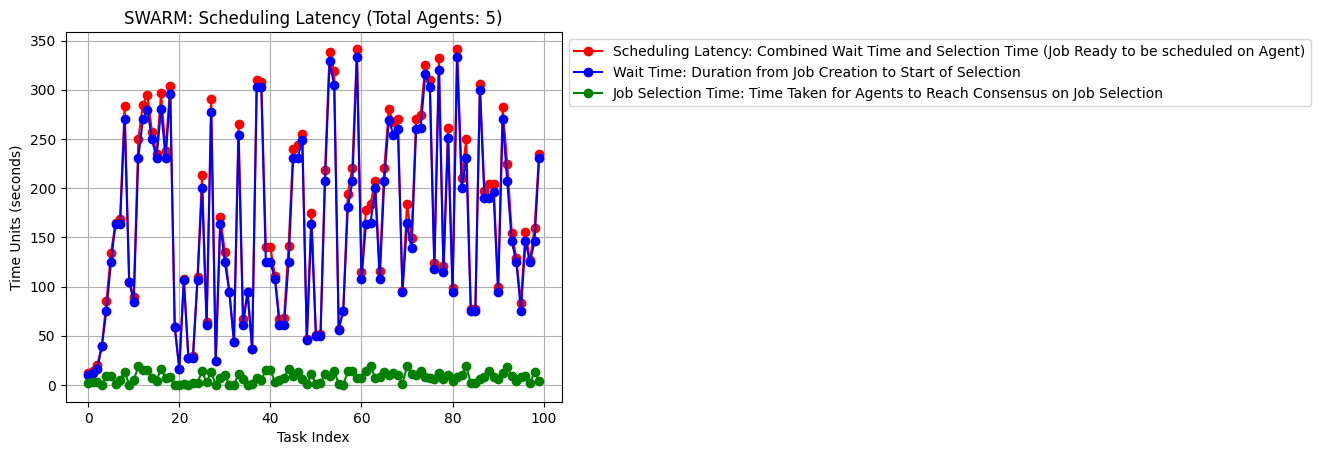 SWARM: Scheduling Latency (Total Agents: 5)
Scheduling Latency: Combined Wait Time and Selection Time (Job Ready to be scheduled on Agent)
Wait Time: Duration from Job Creation to Start of Selection
Job Selection Time: Time Taken for Agents to Reach Consensus on Job Selection
Time Units (seconds)
350
300
250
200
150
100
50
0
0 20 40 60 80 100
Task Index